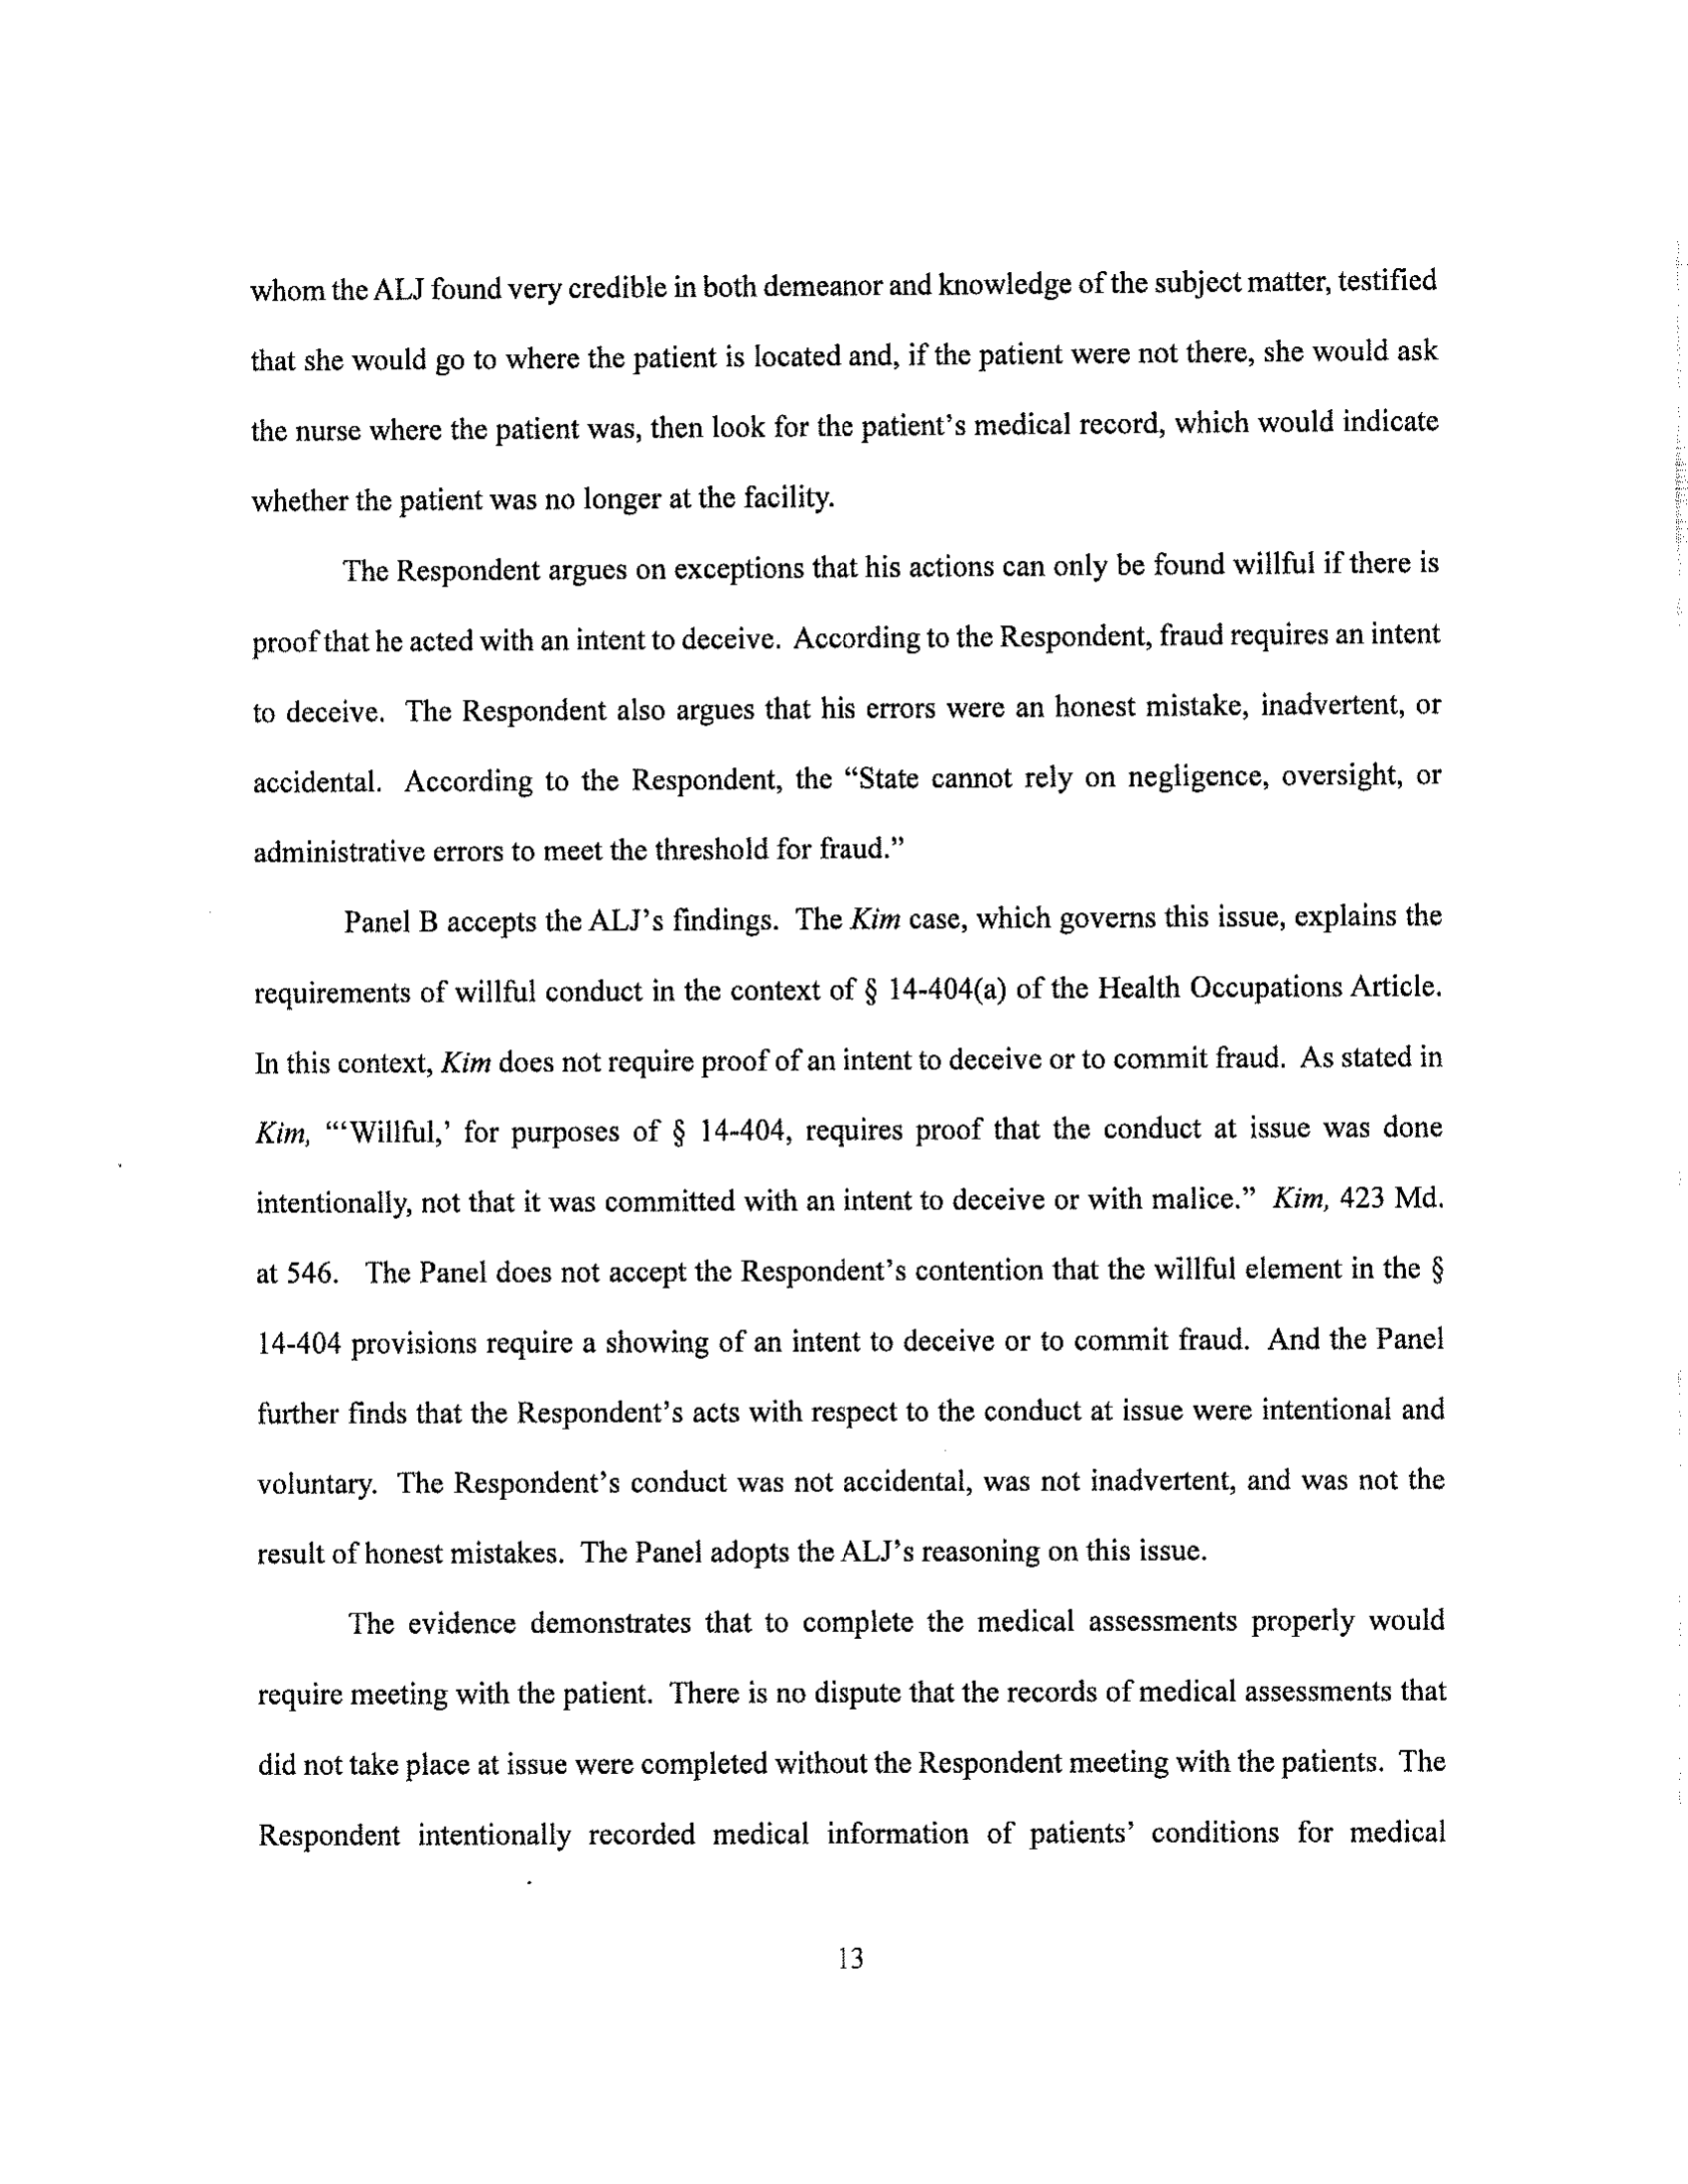 whom the ALJ found very credible in both demeanor and knowledge of the subject matter, testified
that she would go to where the patient is located and, if the patient were not there, she would ask
the nurse where the patient was, then look for the patient's medical record, which would indicate
whether the patient was no longer at the facility.
The Respondent argues on exceptions that his actions can only be found willful if there is
proof that he acted with an intent to deceive. According to the Respondent, fraud requires an intent
to deceive. The Respondent also argues that his errors were an honest mistake, inadvertent, or
accidental. According to the Respondent, the “State cannot rely on negligence, oversight, or
administrative errors to meet the threshold for fraud.”
Panel B accepts the ALJ's findings. The Kim case, which governs this issue, explains the
requirements of willful conduct in the context of § 14-404(a) of the Health Occupations Article.
In this context, Kim does not require proof of an intent to deceive or to commit fraud. As stated in
Kim, “‘Willful,’ for purposes of § 14-404, requires proof that the conduct at issue was done
intentionally, not that it was committed with an intent to deceive or with malice.” Kim, 423 Md.
at 546. The Panel does not accept the Respondent's contention that the willful element in the §
14-404 provisions require a showing of an intent to deceive or to commit fraud. And the Panel
further finds that the Respondent's acts with respect to the conduct at issue were intentional and
voluntary. The Respondent's conduct was not accidental, was not inadvertent, and was not the
result of honest mistakes. The Panel adopts the ALJ's reasoning on this issue.
The evidence demonstrates that to complete the medical assessments properly would
require meeting with the patient. There is no dispute that the records of medical assessments that
did not take place at issue were completed without the Respondent meeting with the patients. The
Respondent intentionally recorded medical information of patients' conditions for medical
13